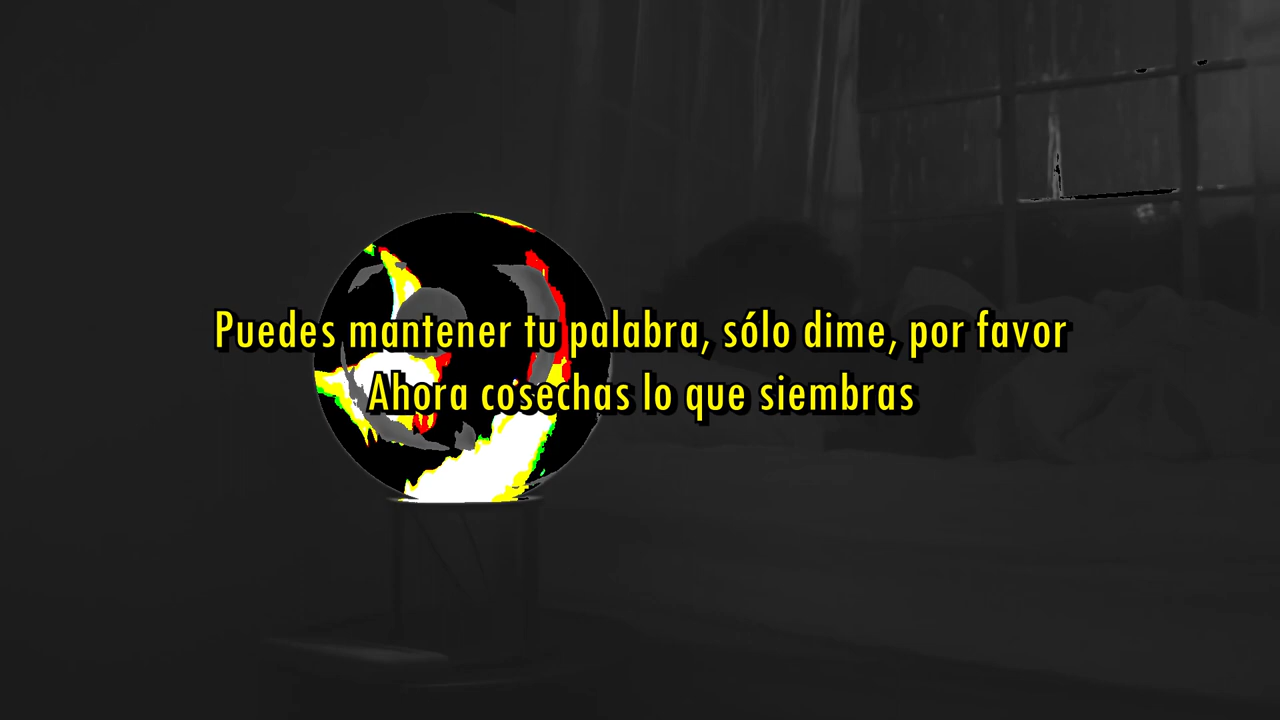 Puedes mantener tu palabra, sólo dime, por favor
Ahora cosechas lo que siembras